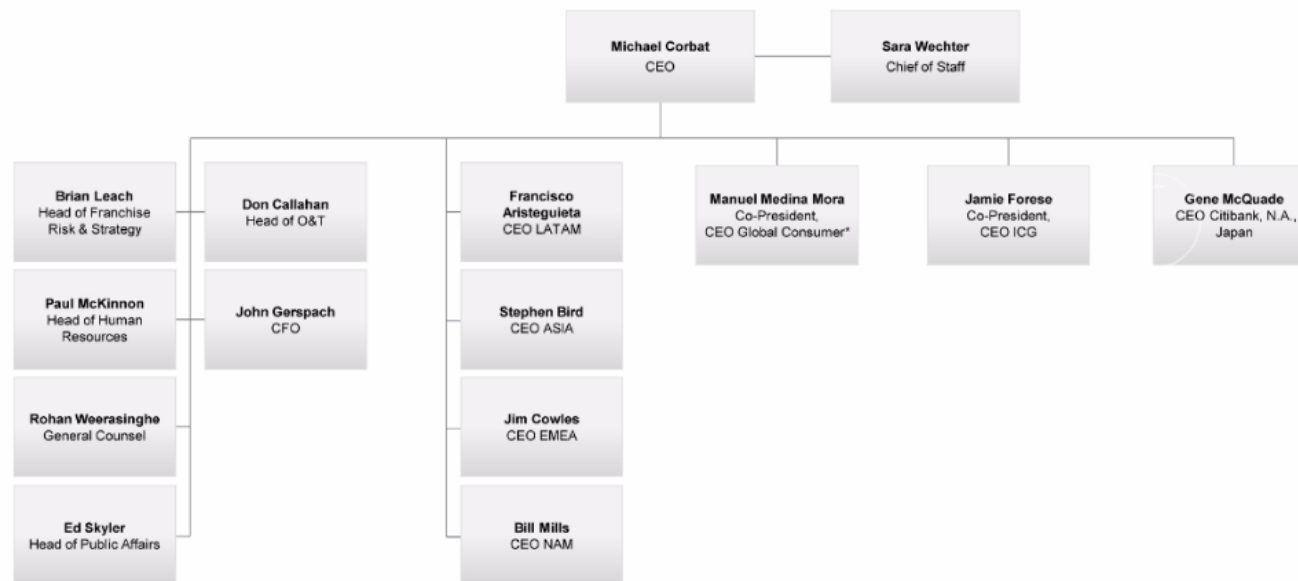 Michael Corbat
CEO
Sara Wechter
Chief of Staff
Brian Leach
Head of Franchise
Risk & Strategy
Don Callahan
Head of O&T
Francisco
Aristeguieta
CEO LATAM
Manuel Medina Mora
Co-President,
CEO Global Consumer*
Jamie Forese
Co-President,
CEO ICG
Gene McQuade
CEO Citibank, N.A.,
Japan
Paul McKinnon
Head of Human
Resources
John Gerspach
CFO
Stephen Bird
CEO ASIA
Rohan Weerasinghe
General Counsel
Jim Cowles
CEO EMEA
Ed Skyler
Head of Public Affairs
Bill Mills
CEO NAM